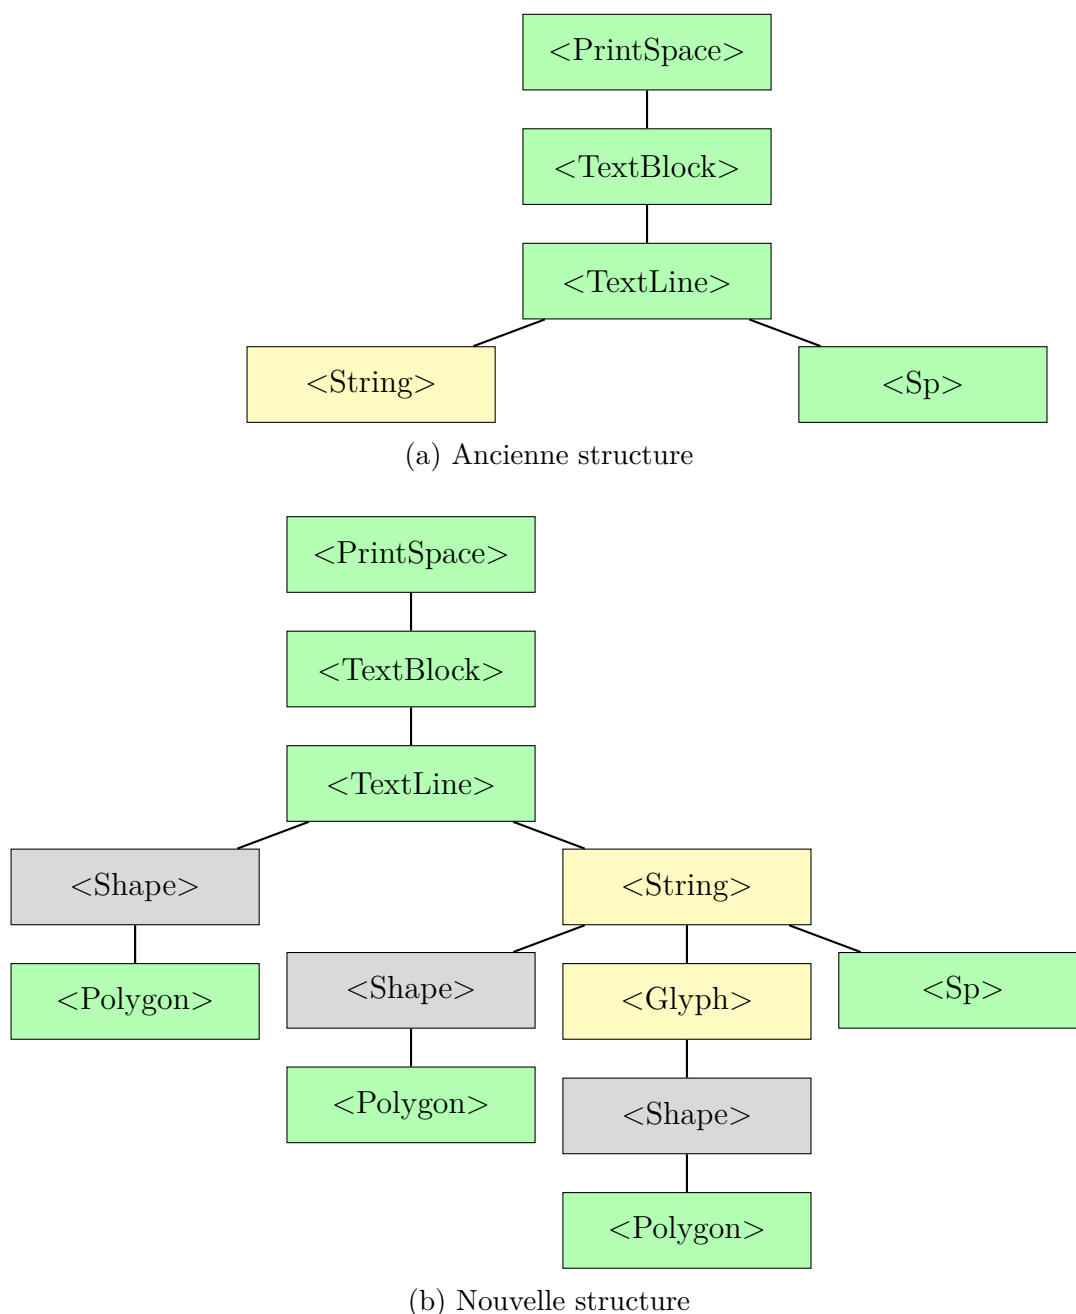 <PrintSpace>
<TextBlock>
<TextLine>
<String> <Sp>
(a) Ancienne structure
<PrintSpace>
<TextBlock>
<TextLine>
<Shape> <String>
<Polygon> <Shape> <Glyph> <Sp>
<Polygon> <Shape>
<Polygon>
(b) Nouvelle structure